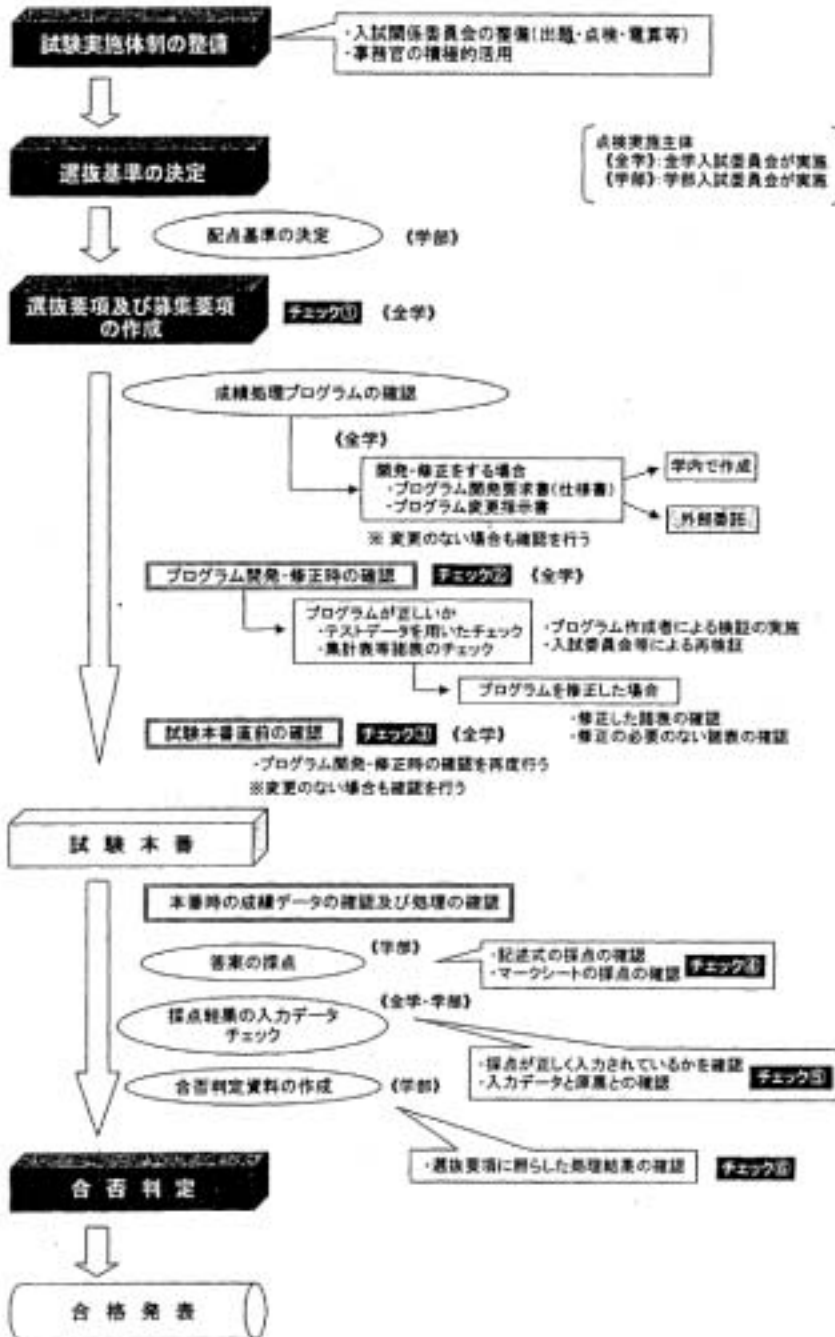 試験実施体制の整備
・入試関係委員会の整備(出題・点検・電算等)
・事務官の積極的活用
点検実施主体
《全学》:全学入試委員会が実施
《学部》:学部入試委員会が実施
選抜基準の決定
配点基準の決定 《学部》
選抜要項及び募集要項
の作成
チェック① 《全学》
成績処理プログラムの確認
《全学》
開発・修正をする場合
・プログラム開発要求書(仕様書)
・プログラム変更指示書
学内で作成
外部委託
※ 変更のない場合も確認を行う
プログラム開発・修正時の確認 チェック② 《全学》
プログラムが正しいか
・テストデータを用いたチェック
・集計表等諸表のチェック
・プログラム作成者による検証の実施
・入試委員会等による再検証
プログラムを修正した場合
・修正した諸表の確認
・修正の必要のない諸表の確認
試験本番直前の確認 チェック③ 《全学》
・プログラム開発・修正時の確認を再度行う
※変更のない場合も確認を行う
試験本番
本番時の成績データの確認及び処理の確認
答案の採点 《学部》
・記述式の採点の確認
・マークシートの採点の確認 チェック④
採点結果の入力データ
チェック
《全学・学部》
・採点が正しく入力されているかを確認
・入力データと原票との確認 チェック⑤
合否判定資料の作成 《学部》
・選抜要項に照らした処理結果の確認 チェック⑥
合否判定
合格発表